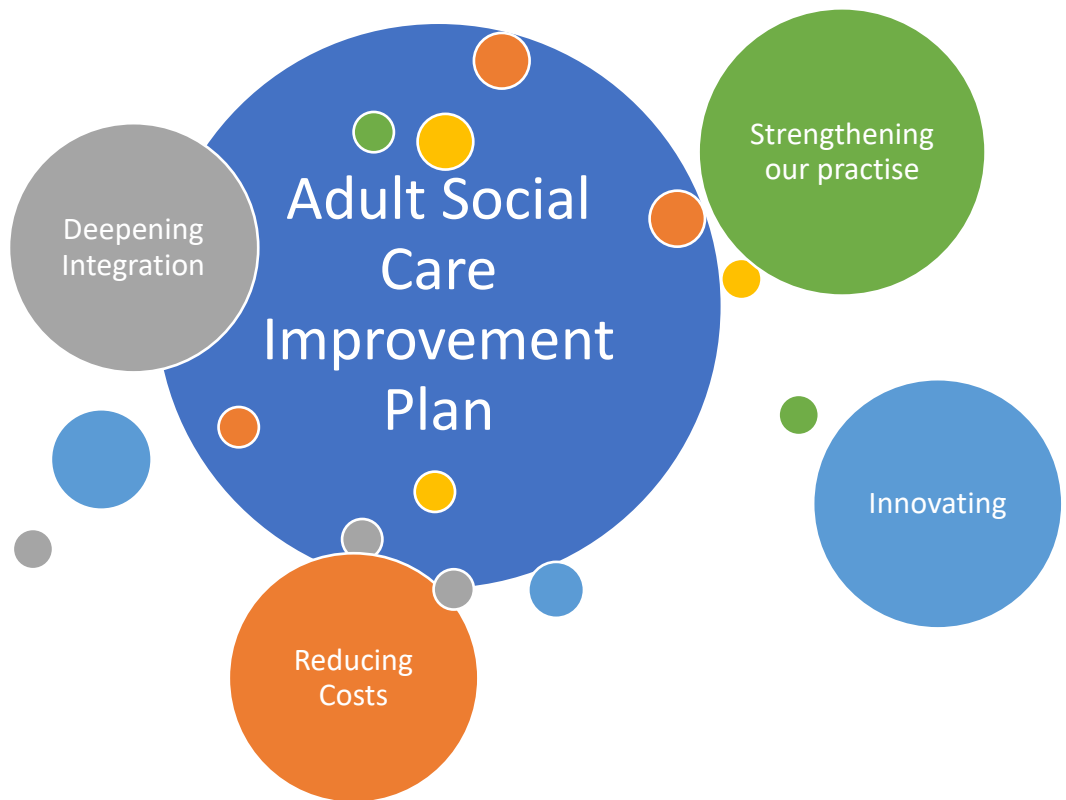 Adult Social
Care
Improvement
Plan
Deepening
Integration
Strengthening
our practise
Innovating
Reducing
Costs